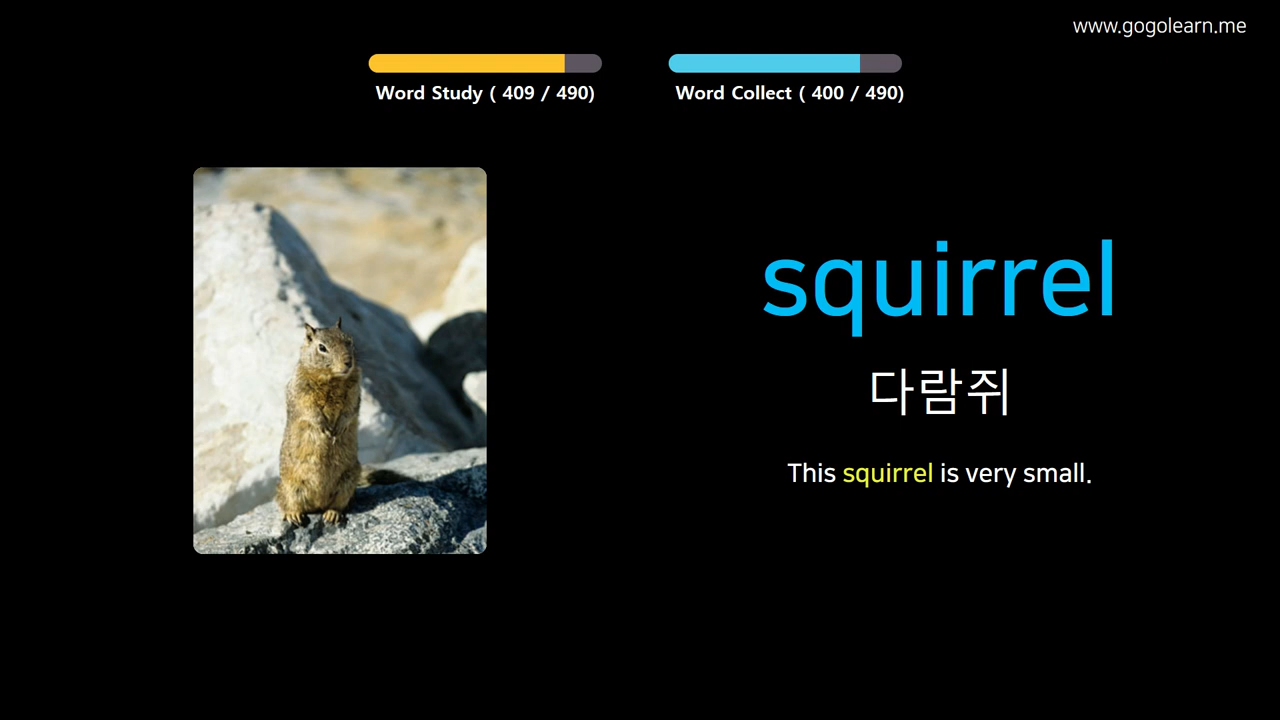 www.gogolearn.me
Word Study ( 409 / 490)
Word Collect ( 400 / 490)
squirrel
다람쥐
This squirrel is very small.